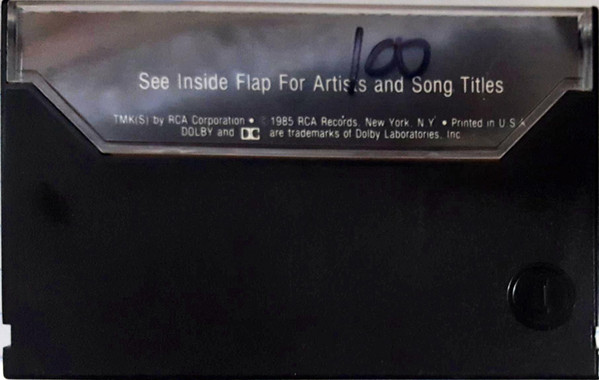 100
See Inside Flap For Artists and Song Titles
TMK(S) by RCA Corporation • © 1985 RCA Records, New York, N.Y. • Printed in U S A
DOLBY and DC are trademarks of Dolby Laboratories, Inc